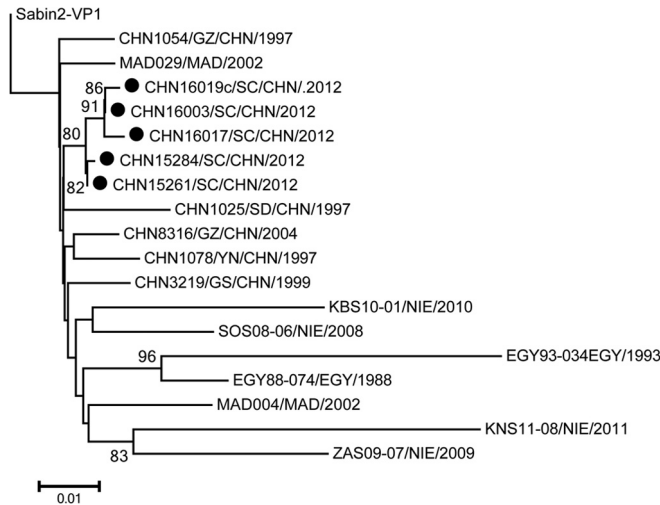 Sabin2-VP1
CHN1054/GZ/CHN/1997
MAD029/MAD/2002
86
CHN16019c/SC/CHN/.2012
91
CHN16003/SC/CHN/2012
80
CHN16017/SC/CHN/2012
CHN15284/SC/CHN/2012
82
CHN15261/SC/CHN/2012
CHN1025/SD/CHN/1997
CHN8316/GZ/CHN/2004
CHN1078/YN/CHN/1997
CHN3219/GS/CHN/1999
KBS10-01/NIE/2010
SOS08-06/NIE/2008
96
EGY93-034EGY/1993
EGY88-074/EGY/1988
MAD004/MAD/2002
KNS11-08/NIE/2011
83
ZAS09-07/NIE/2009
0.01